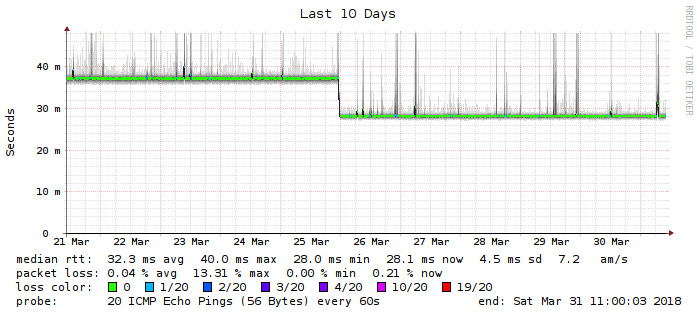 Last 10 Days
RRDTOOL / TOBI OETIKER
Seconds
40 m
30 m
20 m
10 m
0
21 Mar 22 Mar 23 Mar 24 Mar 25 Mar 26 Mar 27 Mar 28 Mar 29 Mar 30 Mar
median rtt: 32.3 ms avg 40.0 ms max 28.0 ms min 28.1 ms now 4.5 ms sd 7.2 am/s
packet loss: 0.04 % avg 13.31 % max 0.00 % min 0.21 % now
loss color: 0 1/20 2/20 3/20 4/20 10/20 19/20
probe: 20 ICMP Echo Pings (56 Bytes) every 60s end: Sat Mar 31 11:00:03 2018